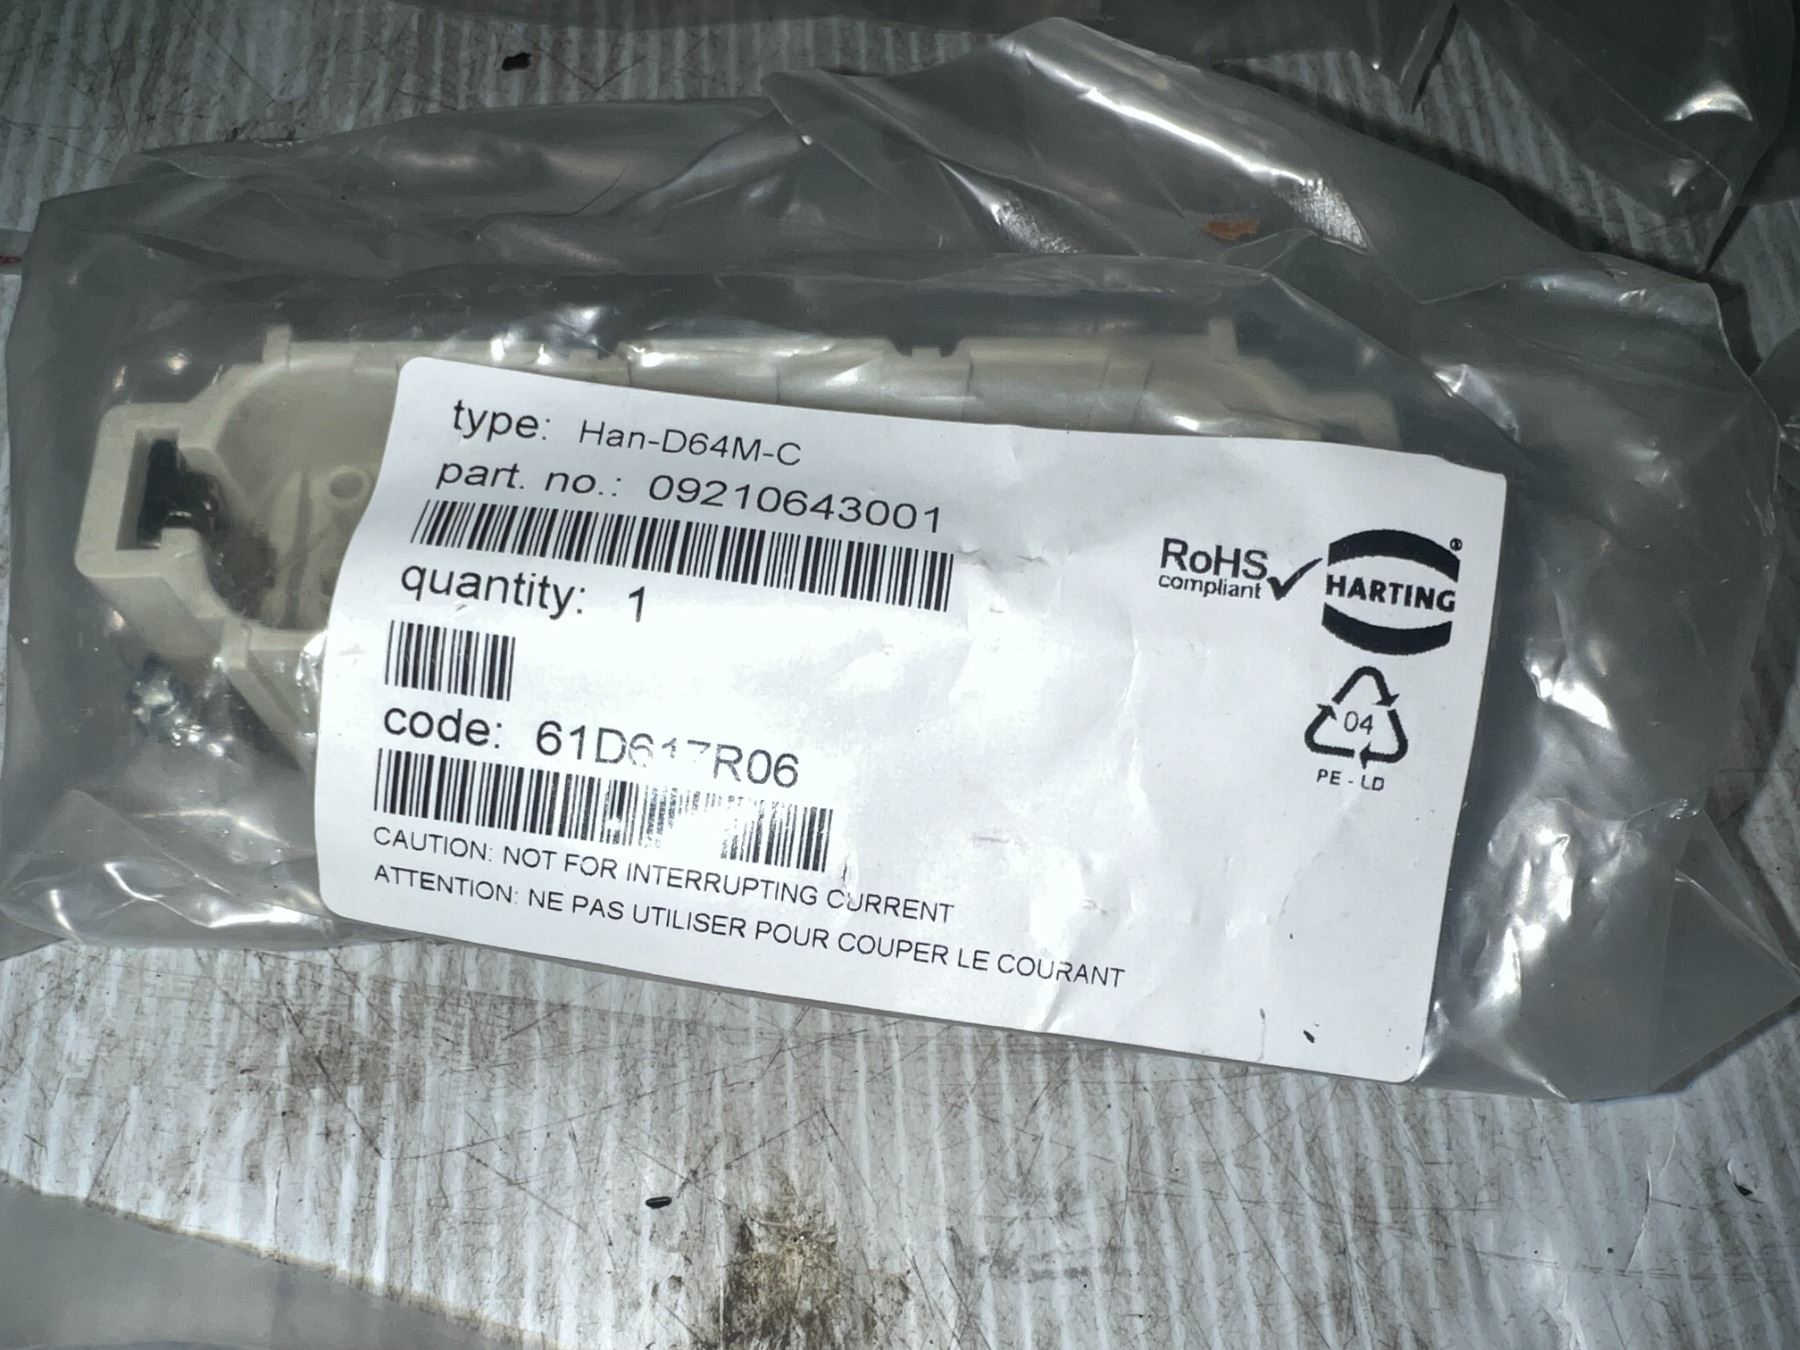 type: Han-D64M-C
part. no.: 09210643001
quantity: 1
code: 61D617R06
CAUTION: NOT FOR INTERRUPTING CURRENT
ATTENTION: NE PAS UTILISER POUR COUPER LE COURANT
RoHS
compliant
HARTING®
04
PE-LD